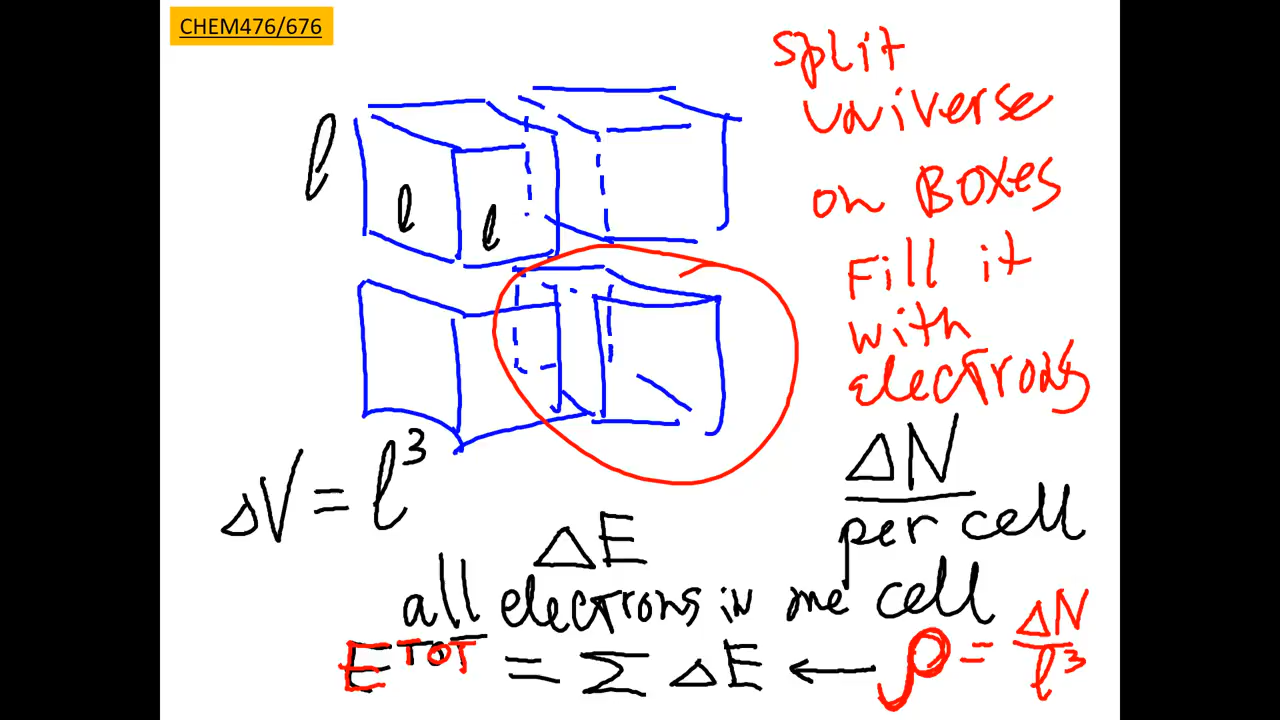 CHEM476/676
split
universe
on BOXES
Fill it
with
electrons
l
l
l
ΔV = l³
ΔN
per cell
ΔE
all electrons in one cell
E^TOT = Σ ΔE ← ρ = ΔN / l³